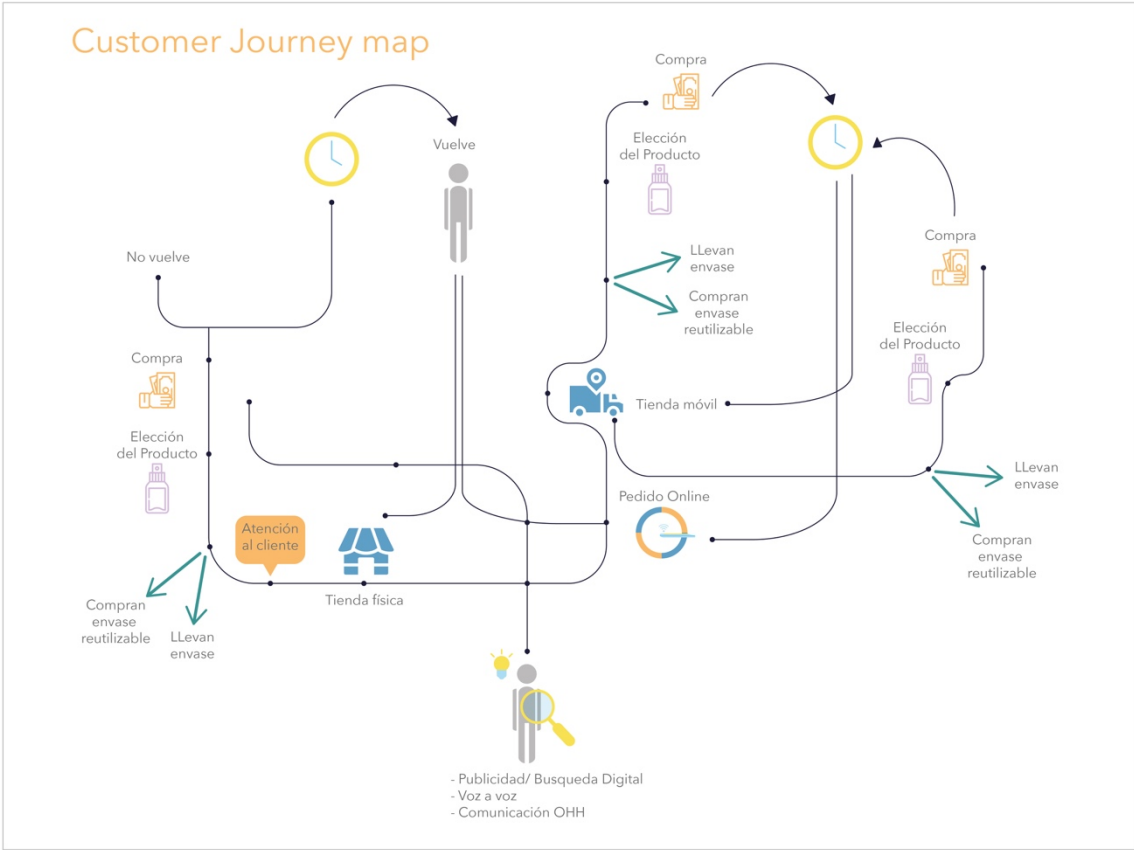 Customer Journey map
Compra
Vuelve
Elección
del Producto
No vuelve
LLevan
envase
Compran
envase
reutilizable
Compra
Elección
del Producto
Compra
Elección
del Producto
Tienda móvil
Pedido Online
LLevan
envase
Compran
envase
reutilizable
Atención
al cliente
Tienda física
Compran
envase
reutilizable
LLevan
envase
- Publicidad/ Busqueda Digital
- Voz a voz
- Comunicación OHH